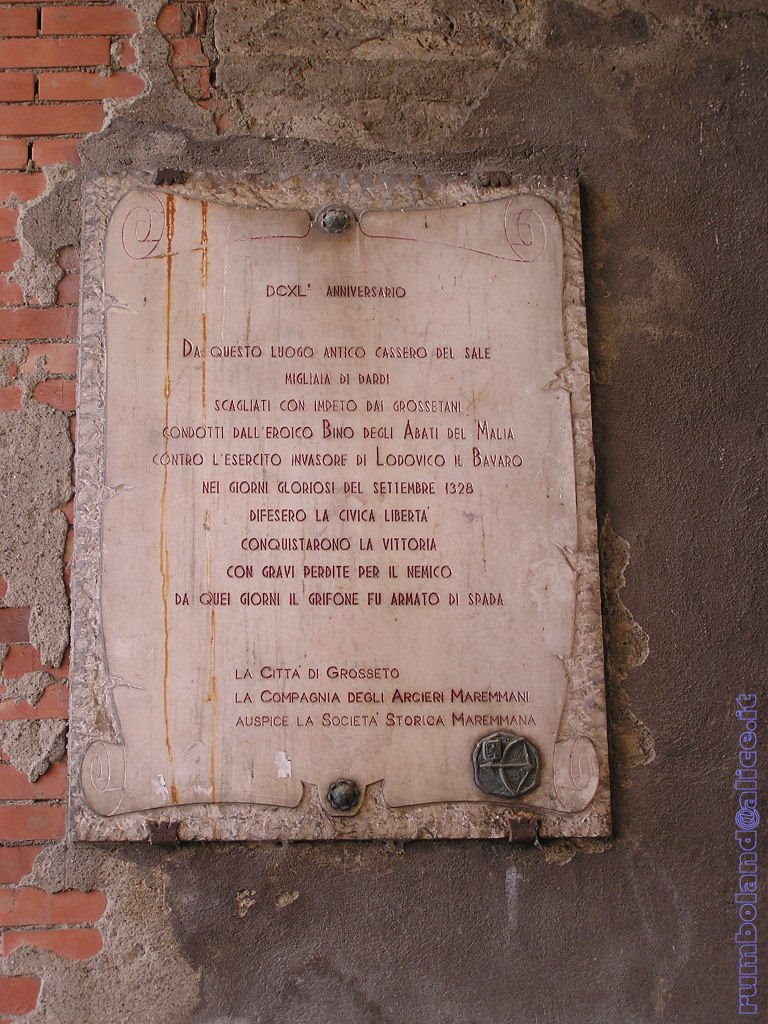 DCXL' ANNIVERSARIO
DA QUESTO LUOGO ANTICO CASSERO DEL SALE
MIGLIAIA DI DARDI
SCAGLIATI CON IMPETO DAI GROSSETANI
CONDOTTI DALL'EROICO BINO DEGLI ABATI DEL MALIA
CONTRO L'ESERCITO INVASORE DI LODOVICO IL BAVARO
NEI GIORNI GLORIOSI DEL SETTEMBRE 1328
DIFESERO LA CIVICA LIBERTA'
CONQUISTARONO LA VITTORIA
CON GRAVI PERDITE PER IL NEMICO
DA QUEI GIORNI IL GRIFONE FU ARMATO DI SPADA
LA CITTA' DI GROSSETO
LA COMPAGNIA DEGLI ARCIERI MAREMMANI
AUSPICE LA SOCIETA' STORICA MAREMMANA
rumboland@alice.it